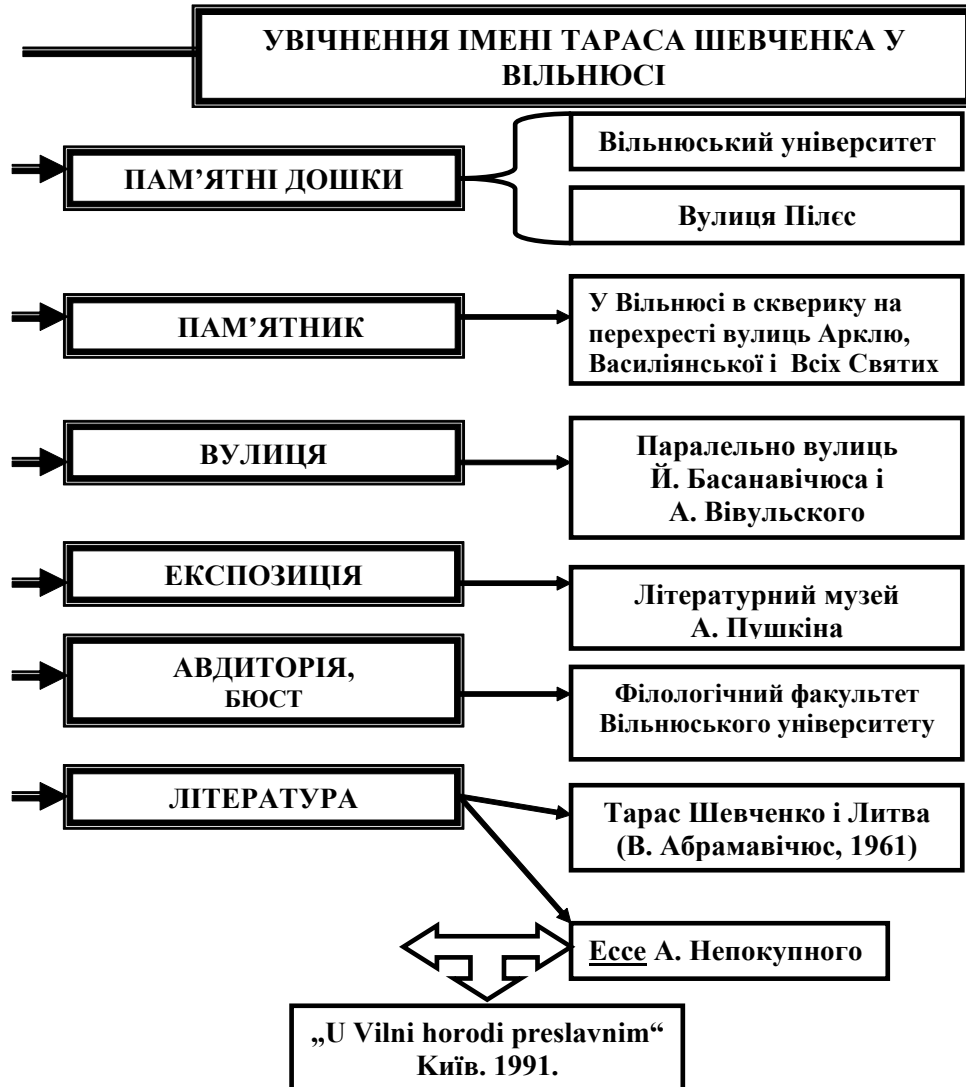 УВІЧНЕННЯ ІМЕНІ ТАРАСА ШЕВЧЕНКА У
ВІЛЬНЮСІ
ПАМ’ЯТНІ ДОШКИ
Вільнюський університет
Вулиця Пілєс
ПАМ’ЯТНИК
У Вільнюсі в скверику на
перехресті вулиць Арклю,
Василіянської і Всіх Святих
ВУЛИЦЯ
Паралельно вулиць
Й. Басанавічюса і
А. Вівульского
ЕКСПОЗИЦІЯ
Літературний музей
А. Пушкіна
АВДИТОРІЯ,
БЮСТ
Філологічний факультет
Вільнюського університету
ЛІТЕРАТУРА
Тарас Шевченко і Литва
(В. Абрамавічюс, 1961)
Ессе А. Непокупного
„U Vilni horodi preslavnim“
Київ. 1991.